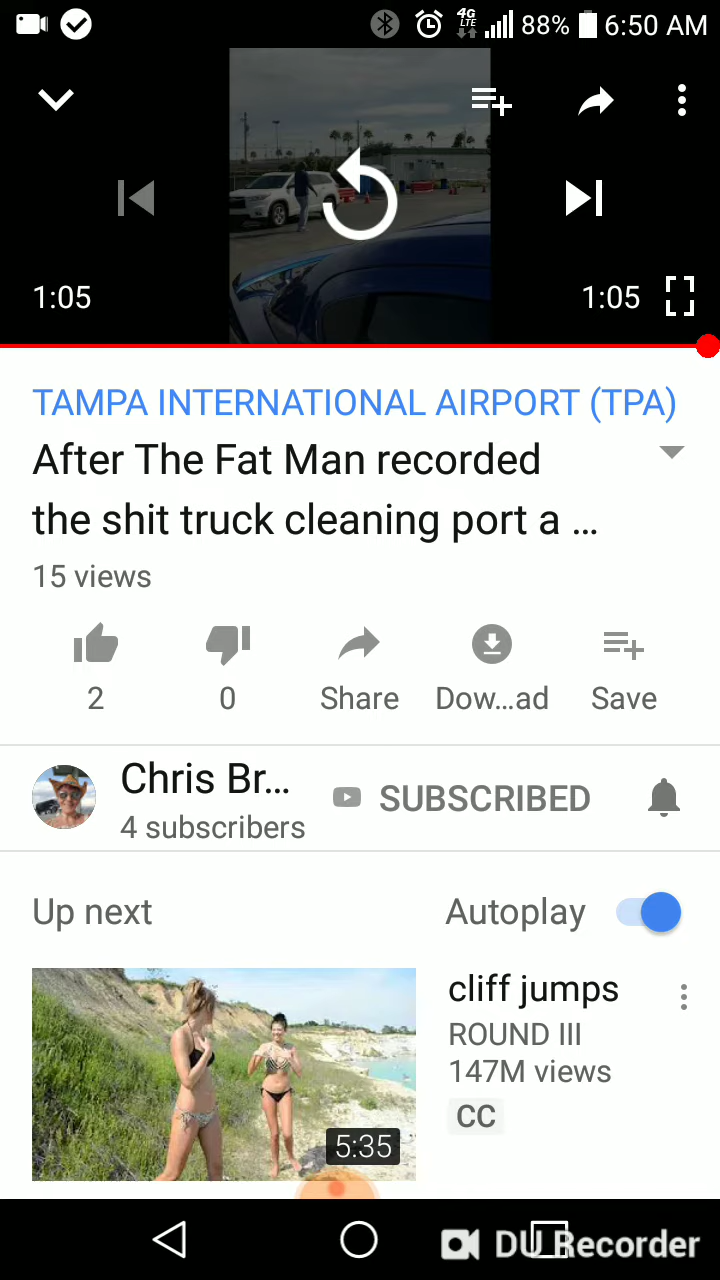 4G
LTE
88%
6:50 AM
1:05
1:05
TAMPA INTERNATIONAL AIRPORT (TPA)
After The Fat Man recorded
the shit truck cleaning port a ...
15 views
2
0
Share
Dow...ad
Save
Chris Br...
SUBSCRIBED
4 subscribers
Up next
Autoplay
cliff jumps
ROUND III
147M views
CC
5:35
DU Recorder